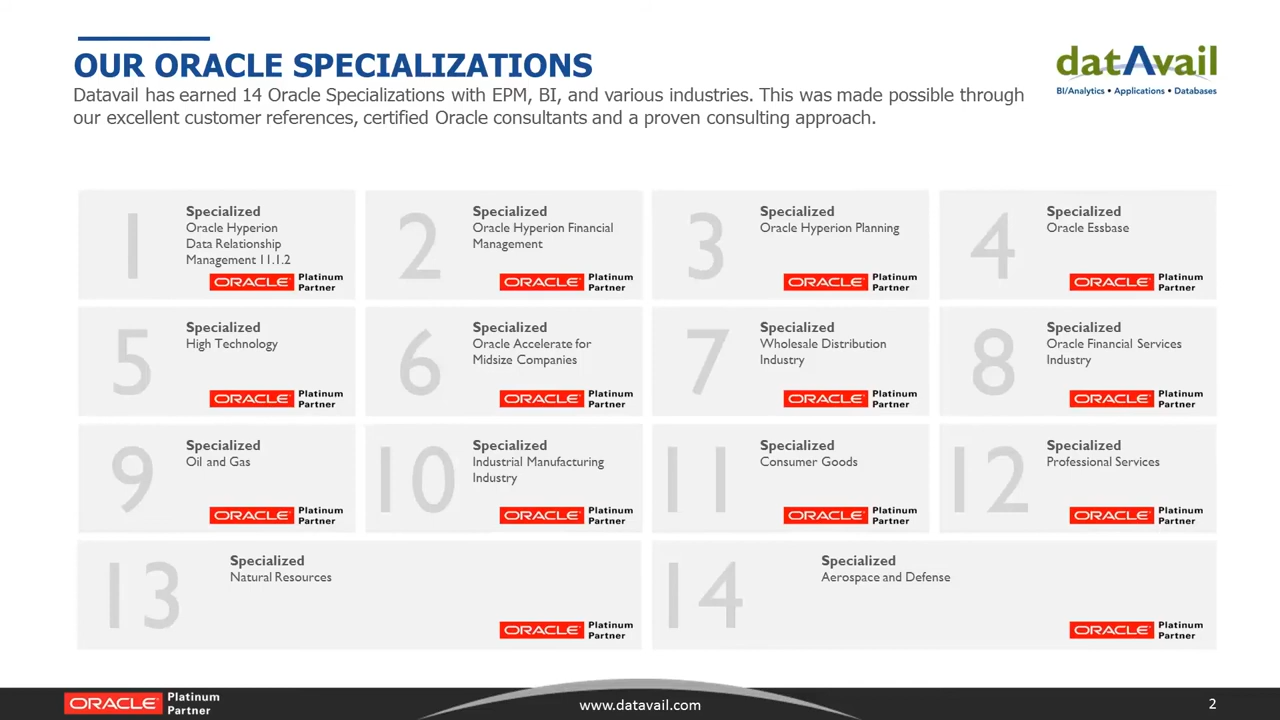 OUR ORACLE SPECIALIZATIONS
Datavail has earned 14 Oracle Specializations with EPM, BI, and various industries. This was made possible through
our excellent customer references, certified Oracle consultants and a proven consulting approach.
datAvail
BI/Analytics • Applications • Databases
1
Specialized
Oracle Hyperion
Data Relationship
Management 11.1.2
ORACLE Platinum
Partner
2
Specialized
Oracle Hyperion Financial
Management
ORACLE Platinum
Partner
3
Specialized
Oracle Hyperion Planning
ORACLE Platinum
Partner
4
Specialized
Oracle Essbase
ORACLE Platinum
Partner
5
Specialized
High Technology
ORACLE Platinum
Partner
6
Specialized
Oracle Accelerate for
Midsize Companies
ORACLE Platinum
Partner
7
Specialized
Wholesale Distribution
Industry
ORACLE Platinum
Partner
8
Specialized
Oracle Financial Services
Industry
ORACLE Platinum
Partner
9
Specialized
Oil and Gas
ORACLE Platinum
Partner
10
Specialized
Industrial Manufacturing
Industry
ORACLE Platinum
Partner
11
Specialized
Consumer Goods
ORACLE Platinum
Partner
12
Specialized
Professional Services
ORACLE Platinum
Partner
13
Specialized
Natural Resources
ORACLE Platinum
Partner
14
Specialized
Aerospace and Defense
ORACLE Platinum
Partner
ORACLE Platinum
Partner
www.datavail.com
2